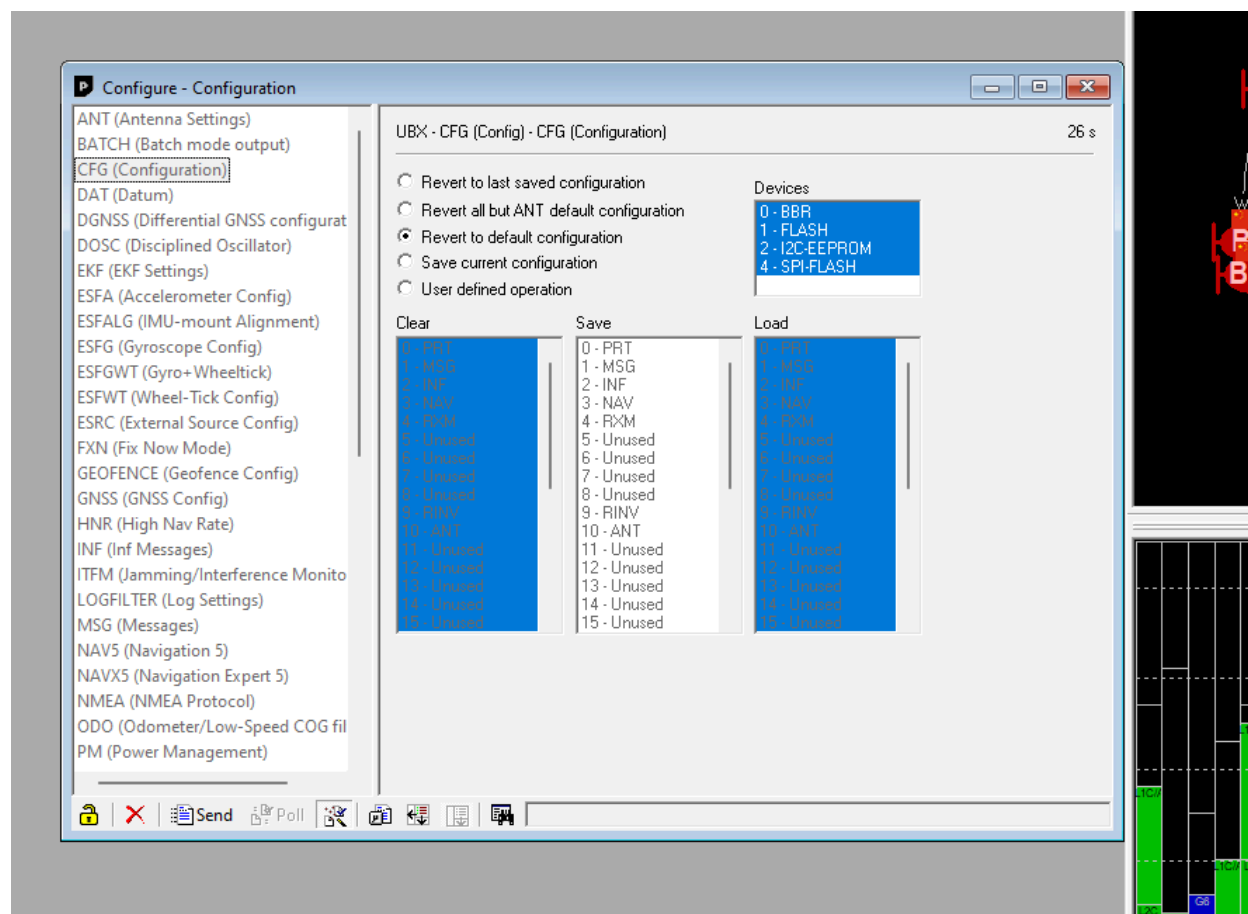 Configure - Configuration
ANT (Antenna Settings)
BATCH (Batch mode output)
CFG (Configuration)
DAT (Datum)
DGNSS (Differential GNSS configurat
DOSC (Disciplined Oscillator)
EKF (EKF Settings)
ESFA (Accelerometer Config)
ESFALG (IMU-mount Alignment)
ESFG (Gyroscope Config)
ESFGWT (Gyro+Wheeltick)
ESFWT (Wheel-Tick Config)
ESRC (External Source Config)
FXN (Fix Now Mode)
GEOFENCE (Geofence Config)
GNSS (GNSS Config)
HNR (High Nav Rate)
INF (Inf Messages)
ITFM (Jamming/Interference Monito
LOGFILTER (Log Settings)
MSG (Messages)
NAV5 (Navigation 5)
NAVX5 (Navigation Expert 5)
NMEA (NMEA Protocol)
ODO (Odometer/Low-Speed COG fil
PM (Power Management)
UBX - CFG (Config) - CFG (Configuration)
26 s
Revert to last saved configuration
Revert all but ANT default configuration
Revert to default configuration
Save current configuration
User defined operation
Devices
0 - BBR
1 - FLASH
2 - I2C-EEPROM
4 - SPI-FLASH
Clear
0 - PRT
1 - MSG
2 - INF
3 - NAV
4 - RXM
5 - Unused
6 - Unused
7 - Unused
8 - Unused
9 - RINV
10 - ANT
11 - Unused
12 - Unused
13 - Unused
14 - Unused
15 - Unused
Save
0 - PRT
1 - MSG
2 - INF
3 - NAV
4 - RXM
5 - Unused
6 - Unused
7 - Unused
8 - Unused
9 - RINV
10 - ANT
11 - Unused
12 - Unused
13 - Unused
14 - Unused
15 - Unused
Load
0 - PRT
1 - MSG
2 - INF
3 - NAV
4 - RXM
5 - Unused
6 - Unused
7 - Unused
8 - Unused
9 - RINV
10 - ANT
11 - Unused
12 - Unused
13 - Unused
14 - Unused
15 - Unused
Send
Poll
W
B
G6
L2C